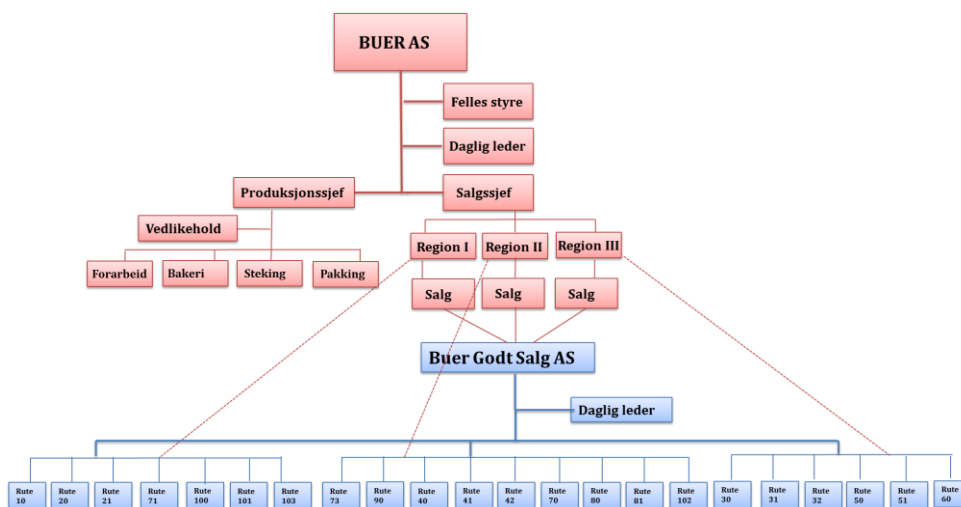 BUER AS
Felles styre
Daglig leder
Produksjonssjef
Salgssjef
Vedlikehold
Region I
Region II
Region III
Forarbeid
Bakeri
Steking
Pakking
Salg
Salg
Salg
Buer Godt Salg AS
Daglig leder
Rute
10
Rute
20
Rute
21
Rute
71
Rute
100
Rute
101
Rute
103
Rute
73
Rute
90
Rute
40
Rute
41
Rute
42
Rute
70
Rute
80
Rute
81
Rute
102
Rute
30
Rute
31
Rute
32
Rute
50
Rute
51
Rute
60